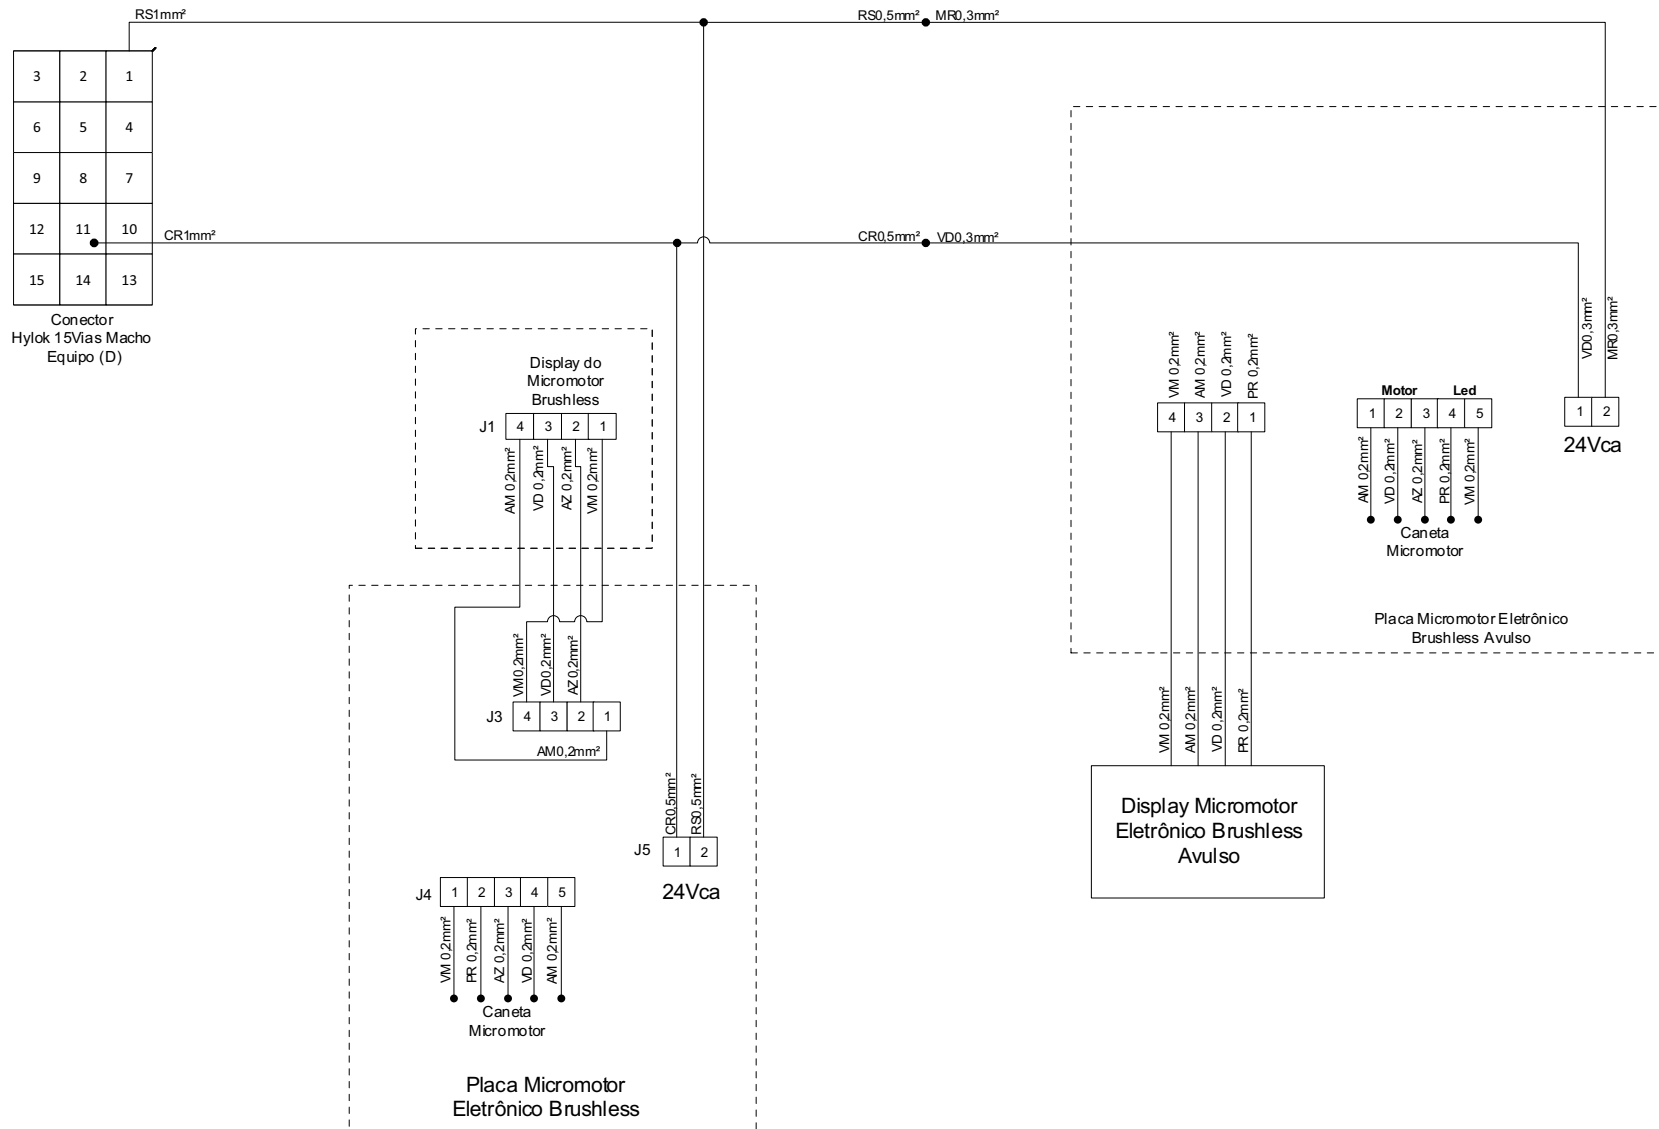 RS1mm²
RS0,5mm²
MR0,3mm²
3 2 1
6 5 4
9 8 7
12 11 10
15 14 13
CR1mm²
CR0,5mm²
VD0,3mm²
Conector
Hylok 15Vias Macho
Equipo (D)
Display do
Micromotor
Brushless
J1 4 3 2 1
AM 0,2mm²
VD 0,2mm²
AZ 0,2mm²
VM 0,2mm²
VM0,2mm²
VD0,2mm²
AZ0,2mm²
J3 4 3 2 1
AM0,2mm²
CR0,5mm²
RS0,5mm²
J5 1 2
24Vca
J4 1 2 3 4 5
VM 0,2mm²
PR 0,2mm²
AZ 0,2mm²
VD 0,2mm²
AM 0,2mm²
Caneta
Micromotor
Placa Micromotor
Eletrônico Brushless
VM 0,2mm²
AM 0,2mm²
VD 0,2mm²
PR 0,2mm²
4 3 2 1
Motor Led
1 2 3 4 5
AM 0,2mm²
VD 0,2mm²
AZ 0,2mm²
PR 0,2mm²
VM 0,2mm²
Caneta
Micromotor
VD0,3mm²
MR0,3mm²
1 2
24Vca
Placa Micromotor Eletrônico
Brushless Avulso
VM 0,2mm²
AM 0,2mm²
VD 0,2mm²
PR 0,2mm²
Display Micromotor
Eletrônico Brushless
Avulso